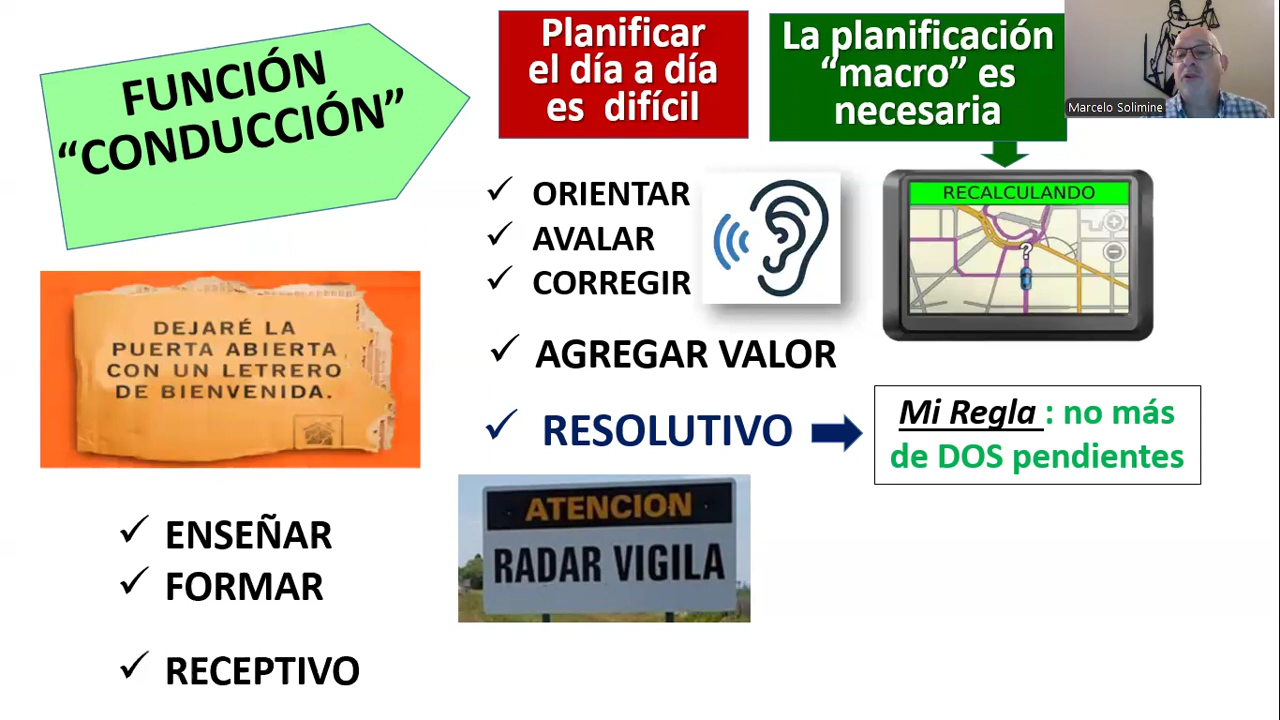 FUNCIÓN
“CONDUCCIÓN”
Planificar
el día a día
es difícil
La planificación
“macro” es
necesaria
Marcelo Solimine
ORIENTAR
AVALAR
CORREGIR
RECALCULANDO
?
DEJARÉ LA
PUERTA ABIERTA
CON UN LETRERO
DE BIENVENIDA.
AGREGAR VALOR
RESOLUTIVO
Mi Regla : no más
de DOS pendientes
ATENCION
RADAR VIGILA
ENSEÑAR
FORMAR
RECEPTIVO